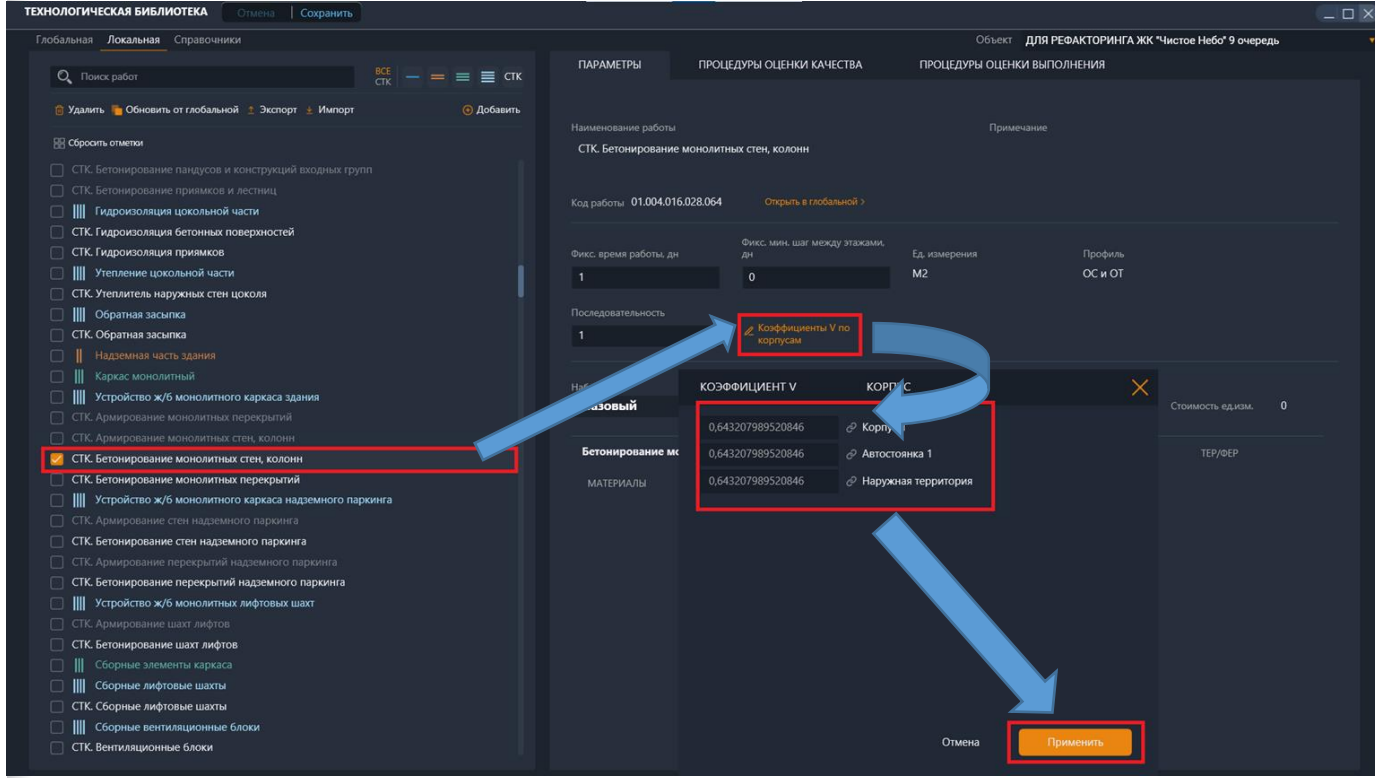 ТЕХНОЛОГИЧЕСКАЯ БИБЛИОТЕКА Отмена Сохранить
Глобальная Локальная Справочники
Объект ДЛЯ РЕФАКТОРИНГА ЖК "Чистое Небо" 9 очередь
Поиск работ
ВСЕ
СТК
СТК
Удалить Обновить от глобальной Экспорт Импорт Добавить
Сбросить отметки
СТК. Бетонирование пандусов и конструкций входных групп
СТК. Бетонирование приямков и лестниц
Гидроизоляция цокольной части
СТК. Гидроизоляция бетонных поверхностей
СТК. Гидроизоляция приямков
Утепление цокольной части
СТК. Утеплитель наружных стен цоколя
Обратная засыпка
СТК. Обратная засыпка
Надземная часть здания
Каркас монолитный
Устройство ж/б монолитного каркаса здания
СТК. Армирование монолитных перекрытий
СТК. Армирование монолитных стен, колонн
СТК. Бетонирование монолитных стен, колонн
СТК. Бетонирование монолитных перекрытий
Устройство ж/б монолитного каркаса надземного паркинга
СТК. Армирование стен надземного паркинга
СТК. Бетонирование стен надземного паркинга
СТК. Армирование перекрытий надземного паркинга
СТК. Бетонирование перекрытий надземного паркинга
Устройство ж/б монолитных лифтовых шахт
СТК. Армирование шахт лифтов
СТК. Бетонирование шахт лифтов
Сборные элементы каркаса
Сборные лифтовые шахты
СТК. Сборные лифтовые шахты
Сборные вентиляционные блоки
СТК. Вентиляционные блоки
ПАРАМЕТРЫ ПРОЦЕДУРЫ ОЦЕНКИ КАЧЕСТВА ПРОЦЕДУРЫ ОЦЕНКИ ВЫПОЛНЕНИЯ
Наименование работы Примечание
СТК. Бетонирование монолитных стен, колонн
Код работы 01.004.016.028.064 Открыть в глобальной >
Фикс. время работы, дн
Фикс. мин. шаг между этажами,
дн
Ед. измерения Профиль
1 0 М2 ОС и ОТ
Последовательность
1
Коэффициенты V по
корпусам
КОЭФФИЦИЕНТ V
Стоимость ед.изм. 0
0,643207989520846
Бетонирование
0,643207989520846 Автостоянка 1
ТЕР/ФЕР
МАТЕРИАЛЫ
0,643207989520846 Наружная территория
Отмена Применить